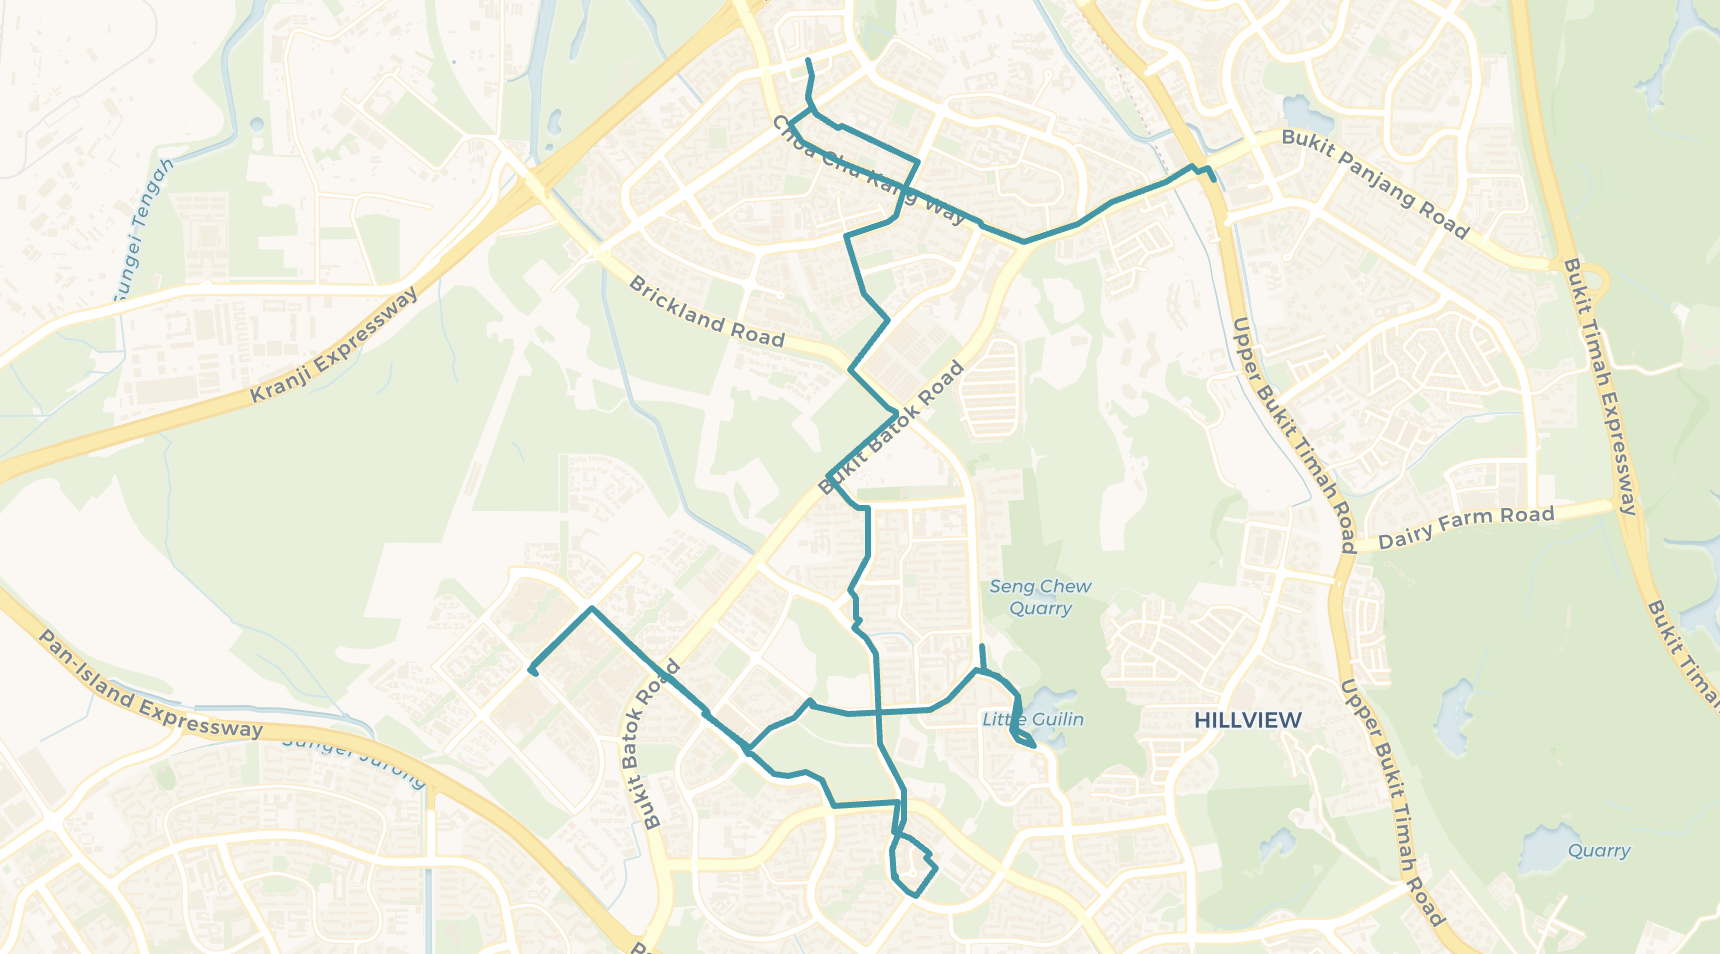 Choa Chu Kang Way
Bukit Panjang Road
Sungei Tengah
Brickland Road
Kranji Expressway
Bukit Timah Expressway
Upper Bukit Timah Road
Bukit Batok Road
Dairy Farm Road
Seng Chew
Quarry
Pan-Island Expressway
Sungei Jurong
Bukit Batok Road
Little Guilin
HILLVIEW
Bukit Timah
Upper Bukit Timah Road
Quarry